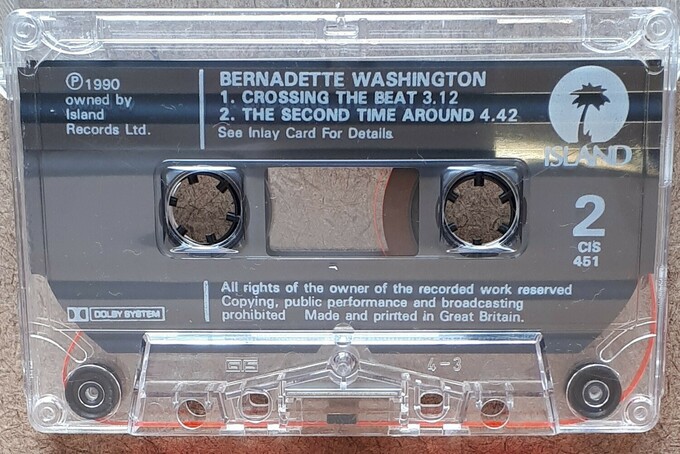 Ⓟ1990
owned by
Island
Records Ltd.
BERNADETTE WASHINGTON
1. CROSSING THE BEAT 3.12
2. THE SECOND TIME AROUND 4.42
See Inlay Card For Details
ISLAND
2
CIS
451
All rights of the owner of the recorded work reserved
Copying, public performance and broadcasting
prohibited Made and printed in Great Britain.
DOLBY SYSTEM
4-3